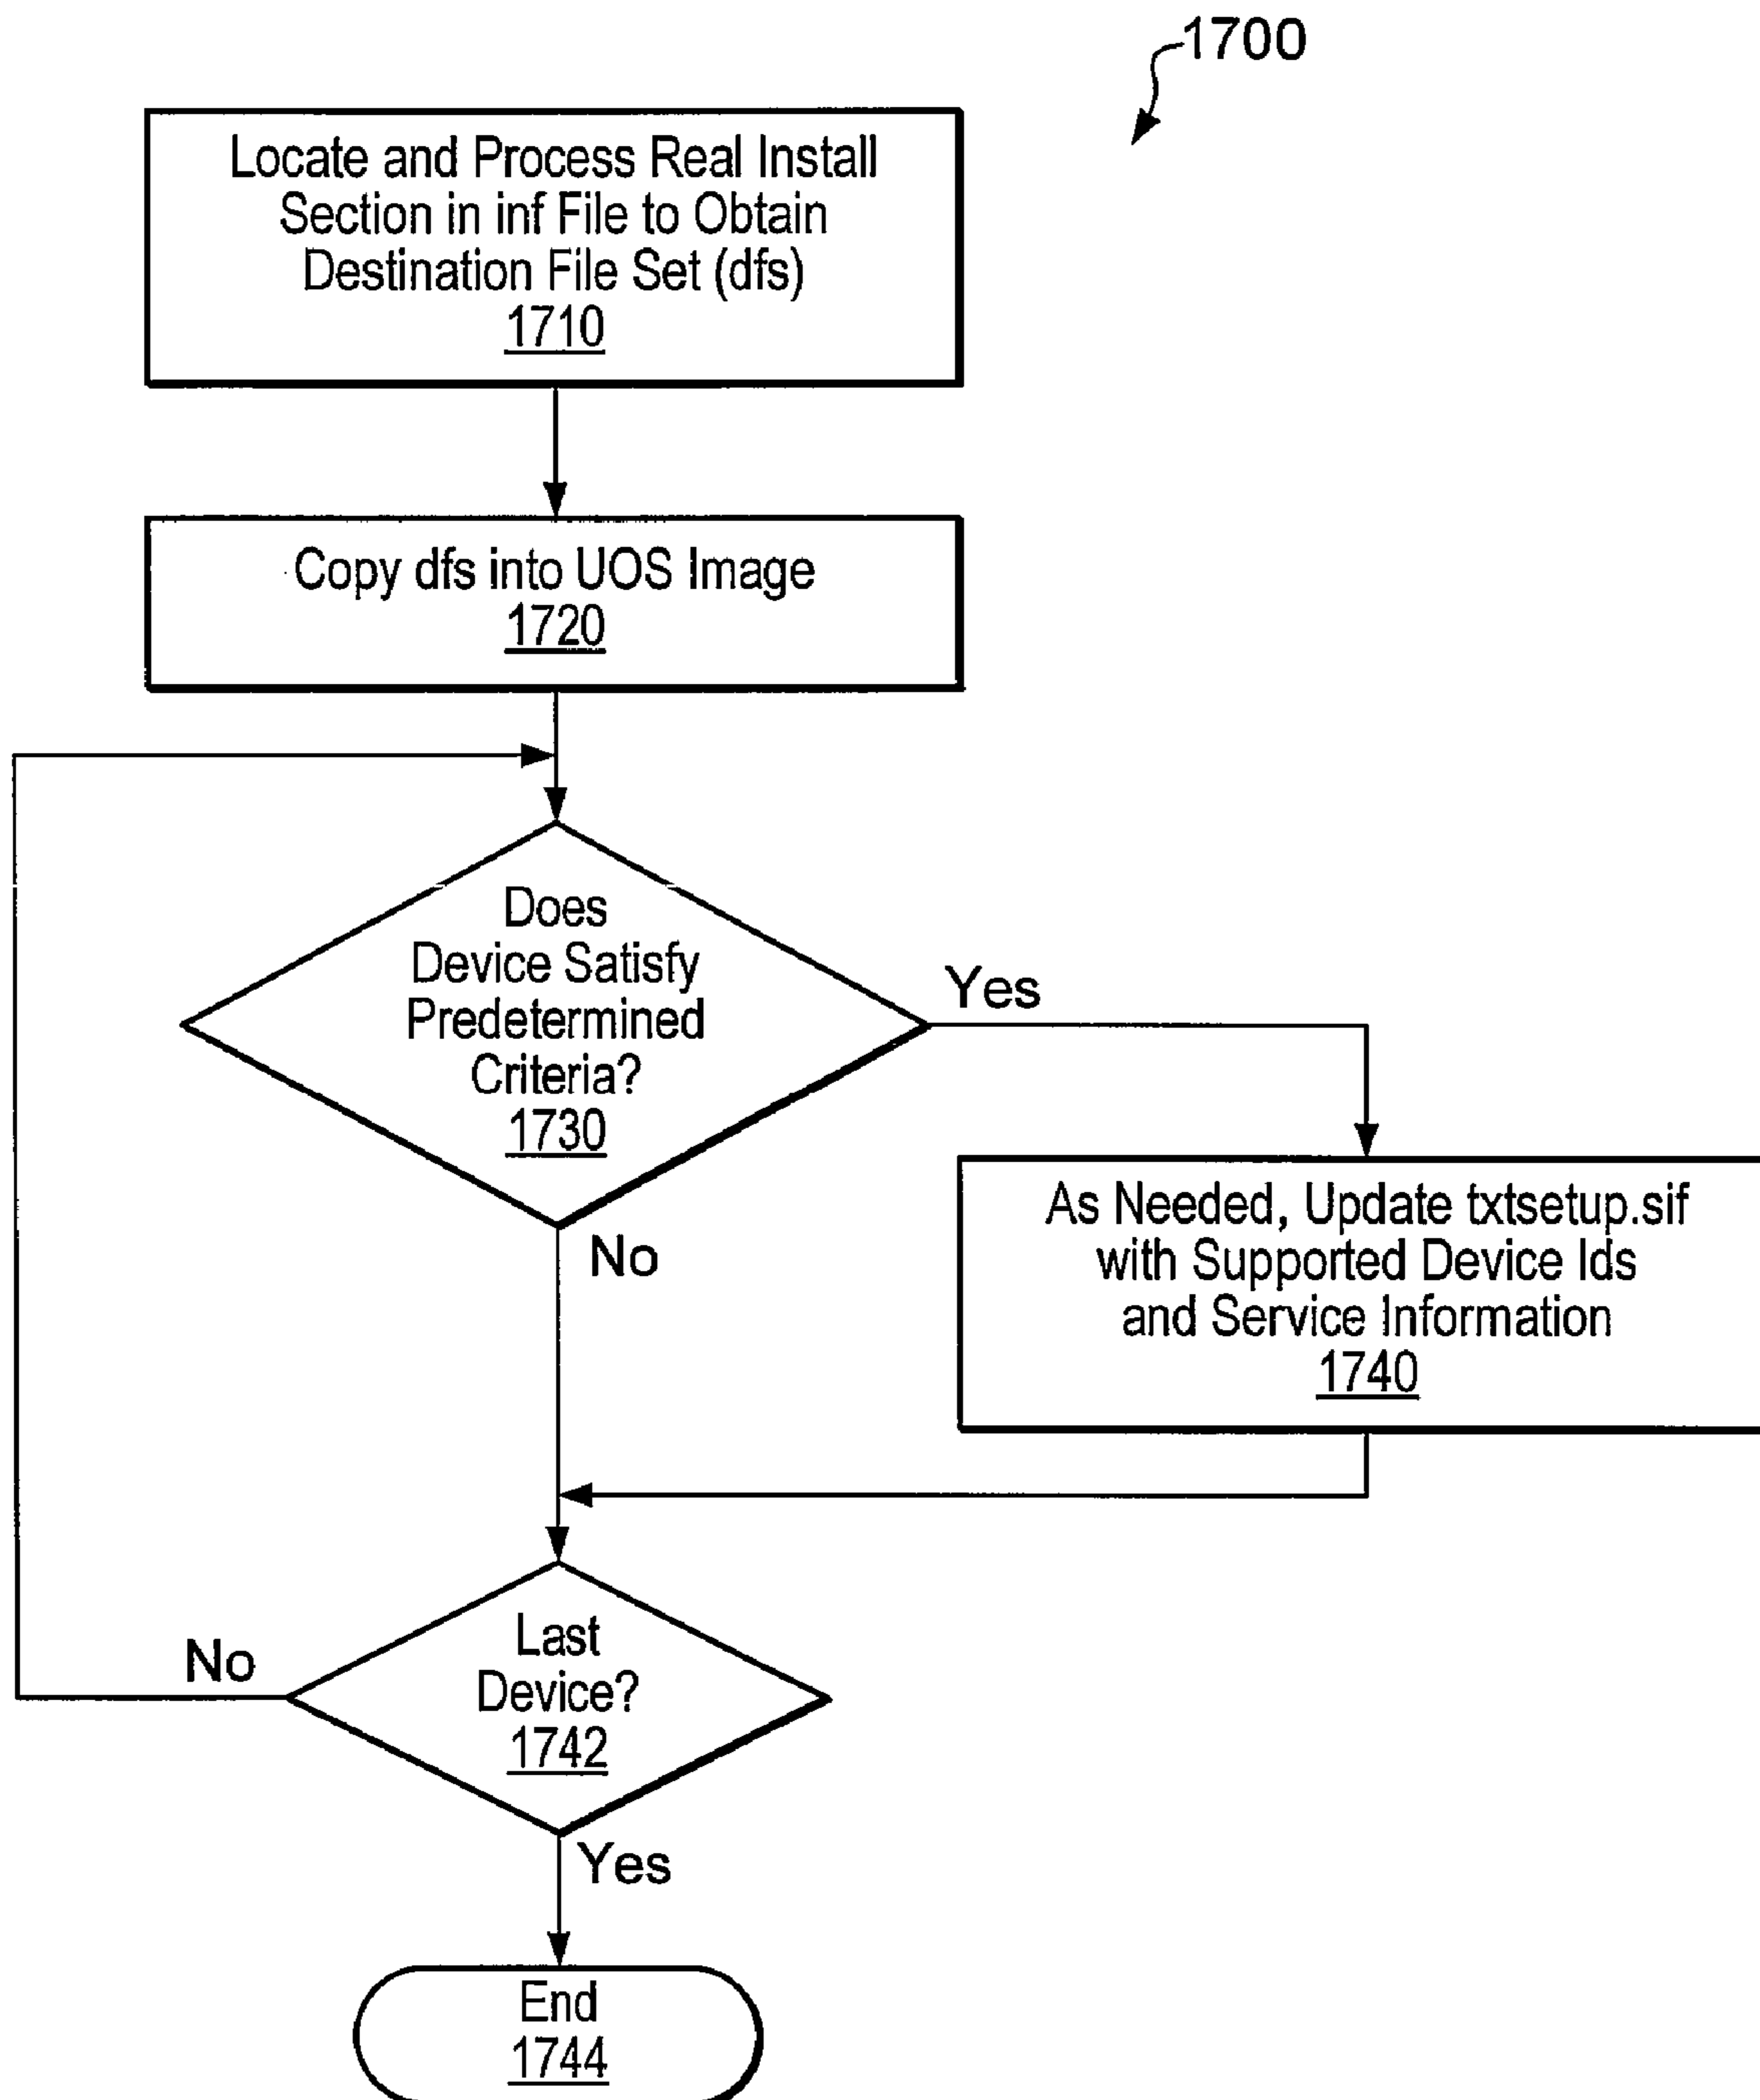 1700
Locate and Process Real Install
Section in inf File to Obtain
Destination File Set (dfs)
1710
Copy dfs into UOS Image
1720
Does
Device Satisfy
Predetermined
Criteria?
1730
Yes
No
As Needed, Update txtsetup.sif
with Supported Device Ids
and Service Information
1740
Last
Device?
1742
No
Yes
End
1744